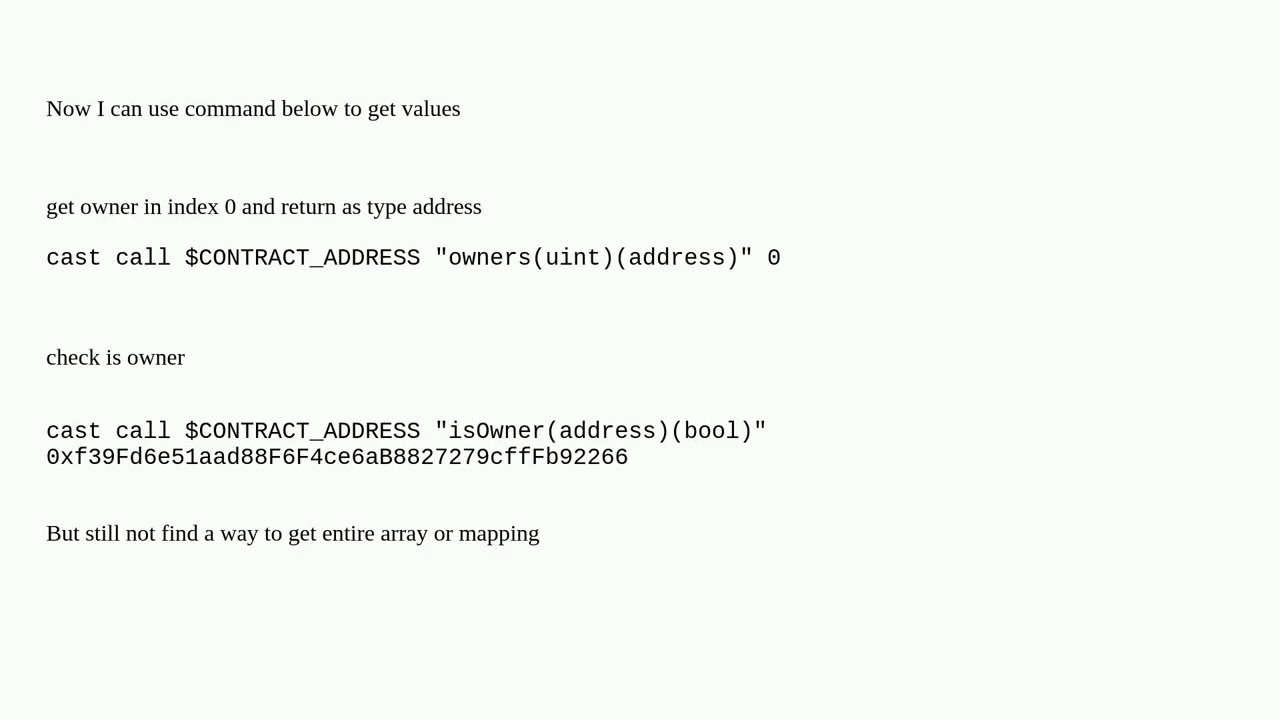 Now I can use command below to get values
get owner in index 0 and return as type address
cast call $CONTRACT_ADDRESS "owners(uint)(address)" 0
check is owner
cast call $CONTRACT_ADDRESS "isOwner(address)(bool)"
0xf39Fd6e51aad88F6F4ce6aB8827279cffFb92266
But still not find a way to get entire array or mapping